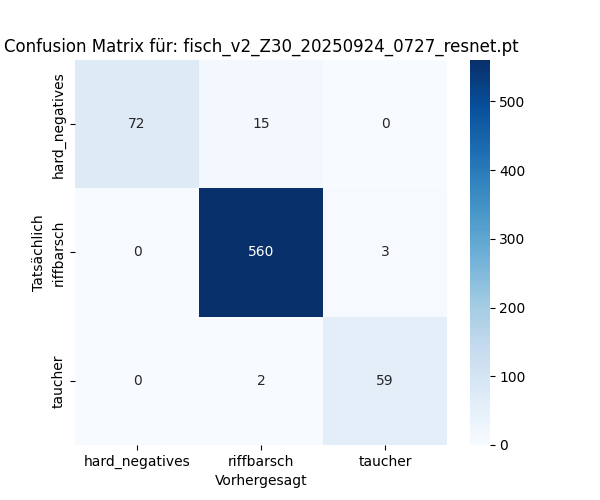 Confusion Matrix für: fisch_v2_Z30_20250924_0727_resnet.pt
Tatsächlich
hard_negatives
riffbarsch
taucher
72 15 0
0 560 3
0 2 59
hard_negatives riffbarsch taucher
Vorhergesagt
500
400
300
200
100
0